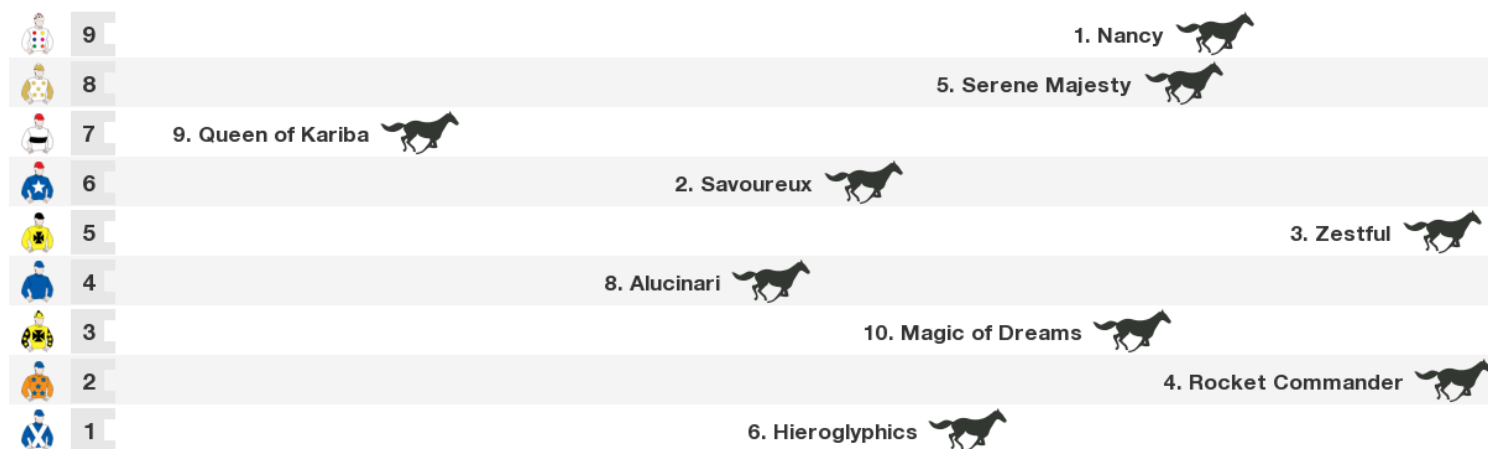 9 1. Nancy
8 5. Serene Majesty
7 9. Queen of Kariba
6 2. Savoureux
5 3. Zestful
4 8. Alucinari
3 10. Magic of Dreams
2 4. Rocket Commander
1 6. Hieroglyphics